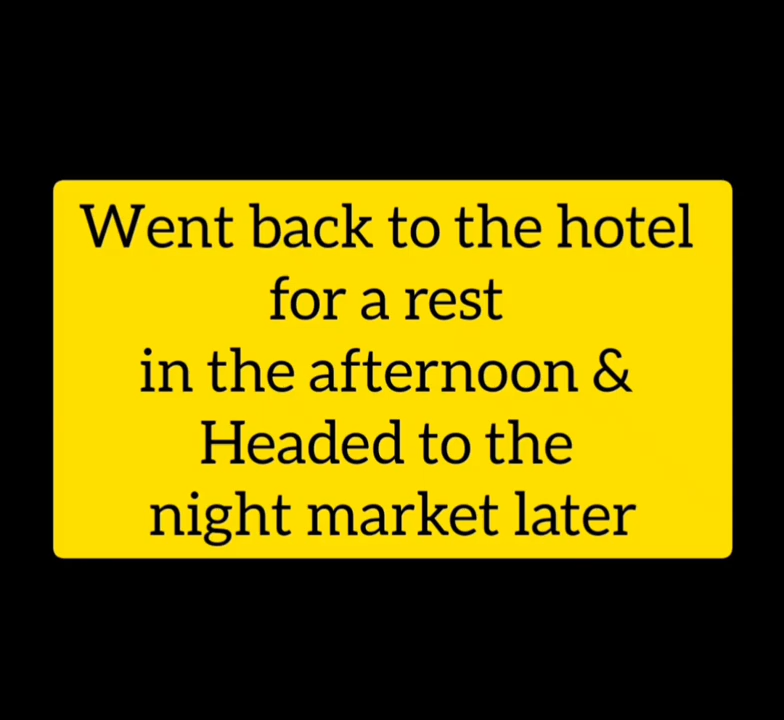 Went back to the hotel
for a rest
in the afternoon &
Headed to the
night market later